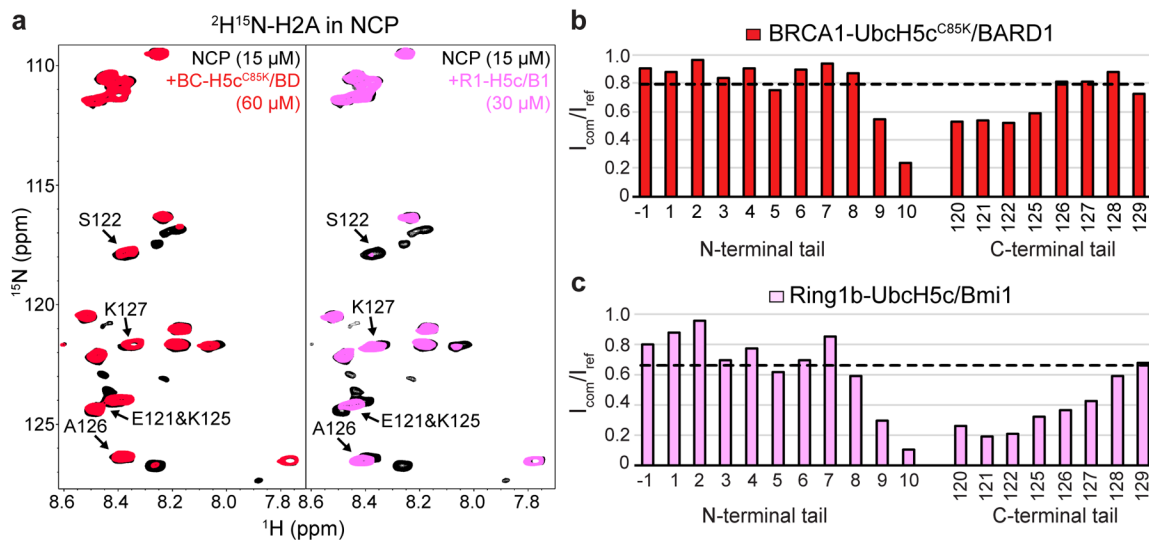 a
²H¹⁵N-H2A in NCP
NCP (15 µM)
+BC-H5cᶜ⁸⁵ᴷ/BD
(60 µM)
NCP (15 µM)
+R1-H5c/B1
(30 µM)
110
115
120
125
¹⁵N (ppm)
S122
K127
E121&K125
A126
S122
K127
E121&K125
A126
8.6
8.4
8.2
8.0
7.8
8.6
8.4
8.2
8.0
7.8
¹H (ppm)
b
BRCA1-UbcH5cᶜ⁸⁵ᴷ/BARD1
I_com/I_ref
1.0
0.8
0.6
0.4
0.2
0
-1 1 2 3 4 5 6 7 8 9 10 120 121 122 125 126 127 128 129
N-terminal tail
C-terminal tail
c
Ring1b-UbcH5c/Bmi1
I_com/I_ref
1.0
0.8
0.6
0.4
0.2
0
-1 1 2 3 4 5 6 7 8 9 10 120 121 122 125 126 127 128 129
N-terminal tail
C-terminal tail